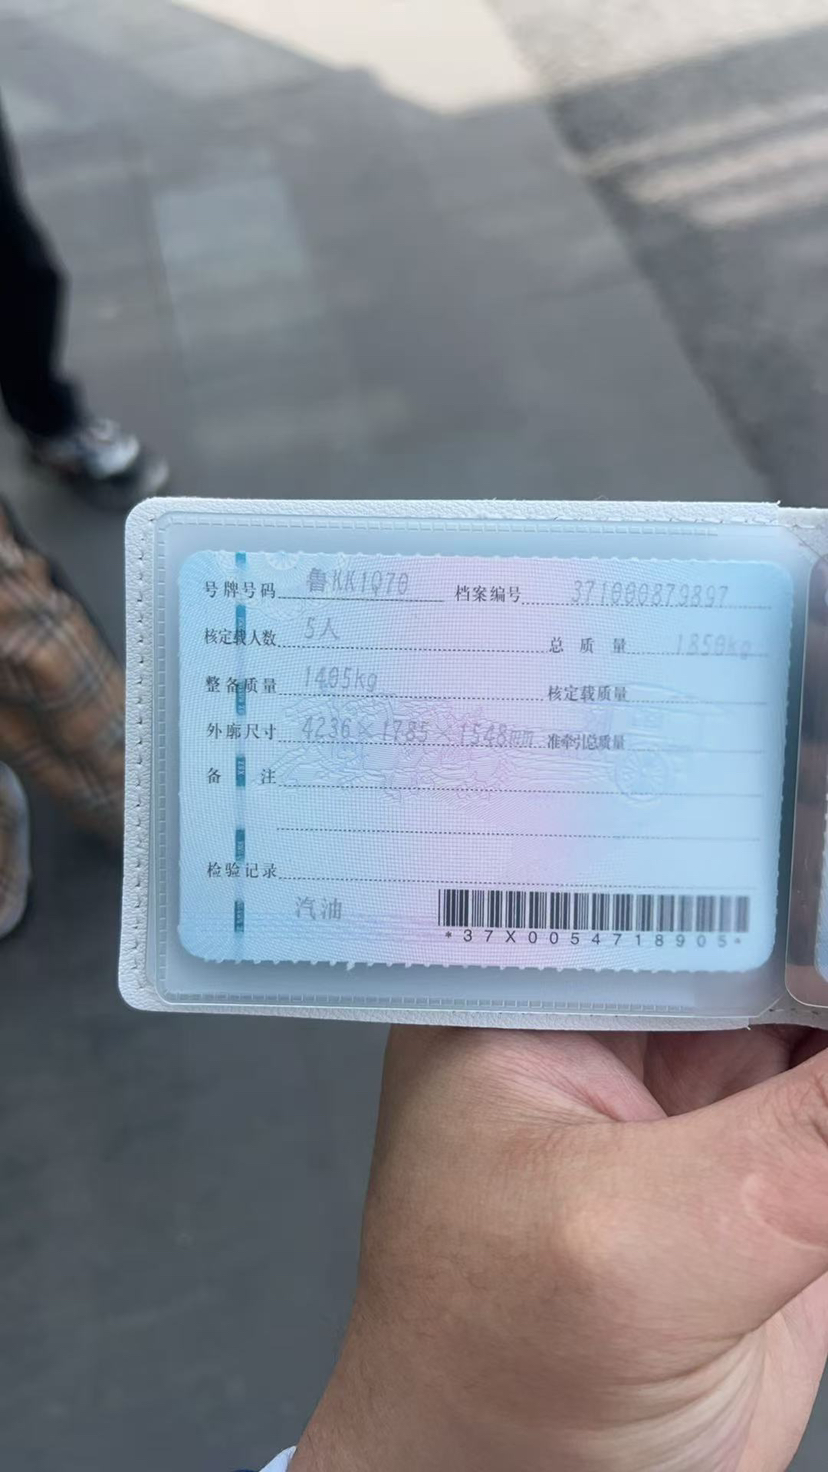 号牌号码 鲁KK1Q70 档案编号 371000879897
核定载人数 5人 总质量 1850kg
整备质量 1405kg 核定载质量
外廓尺寸 4236×1785×1548mm 准牵引总质量
备注
检验记录
汽油
*37X0054718905*